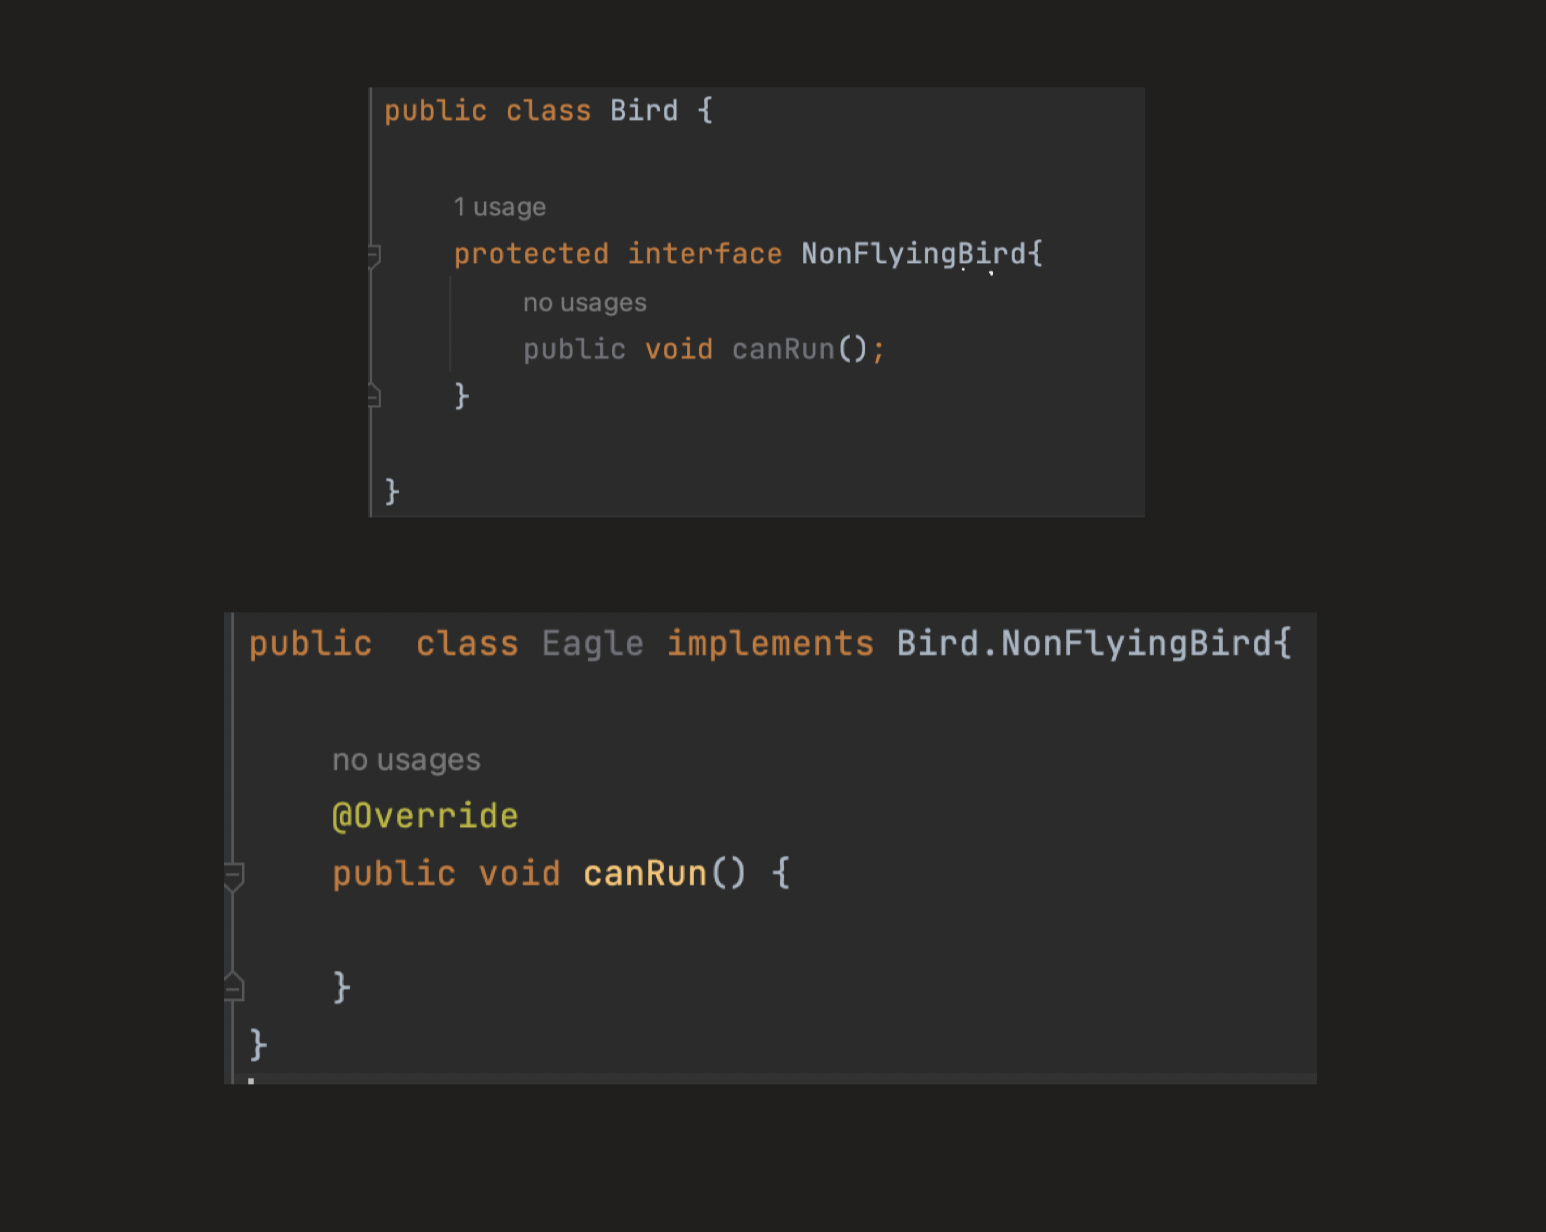 public class Bird {
1 usage
protected interface NonFlyingBird{
no usages
public void canRun();
}
}
public  class Eagle implements Bird.NonFlyingBird{
no usages
@Override
public void canRun() {
}
}